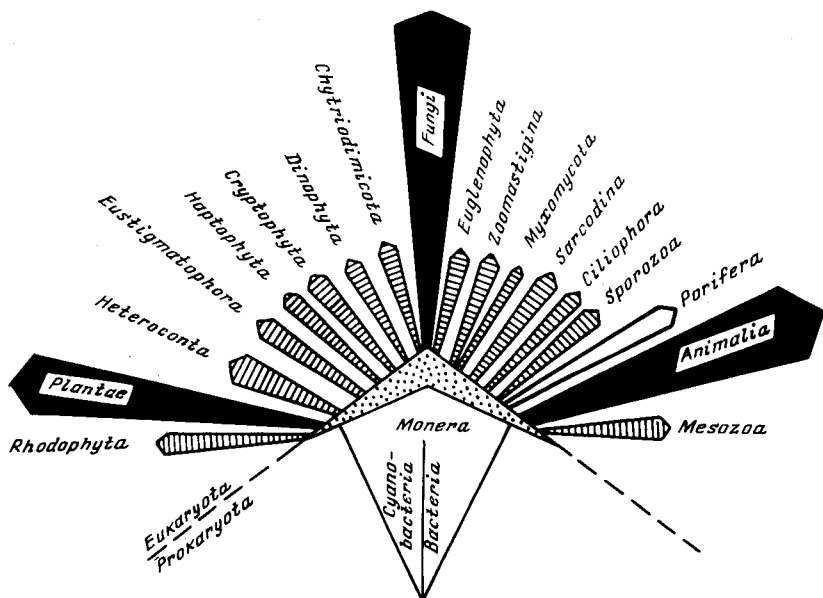 Chytriodimicota
Fungi
Dinophyta
Cryptophyta
Haptophyta
Eustigmatophora
Heteroconta
Plantae
Rhodophyta
Euglenophyta
Zoomastigina
Myxomycota
Sarcodina
Ciliophora
Sporozoa
Porifera
Animalia
Mesozoa
Monera
Cyano-
bacteria
Bacteria
Eukaryota
Prokaryota